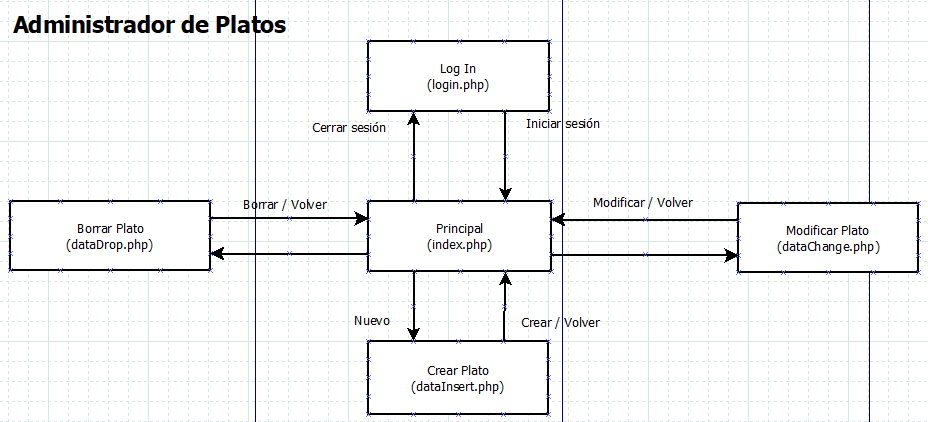 Administrador de Platos
Log In
(login.php)
Cerrar sesión
Iniciar sesión
Borrar Plato
(dataDrop.php)
Borrar / Volver
Principal
(index.php)
Modificar / Volver
Modificar Plato
(dataChange.php)
Nuevo
Crear / Volver
Crear Plato
(dataInsert.php)